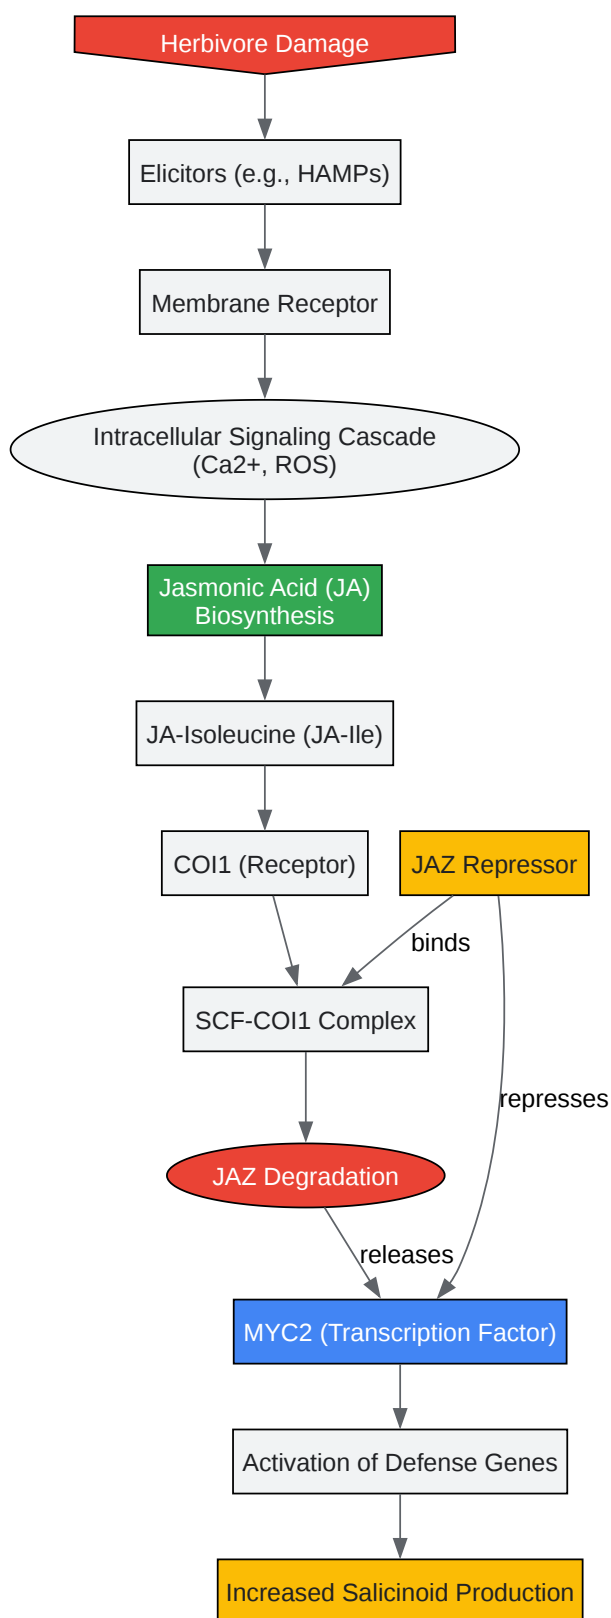 Herbivore Damage
Elicitors (e.g., HAMPs)
Membrane Receptor
Intracellular Signaling Cascade
(Ca2+, ROS)
Jasmonic Acid (JA)
Biosynthesis
JA-Isoleucine (JA-Ile)
COI1 (Receptor)
JAZ Repressor
binds
SCF-COI1 Complex
represses
JAZ Degradation
releases
MYC2 (Transcription Factor)
Activation of Defense Genes
Increased Salicinoid Production